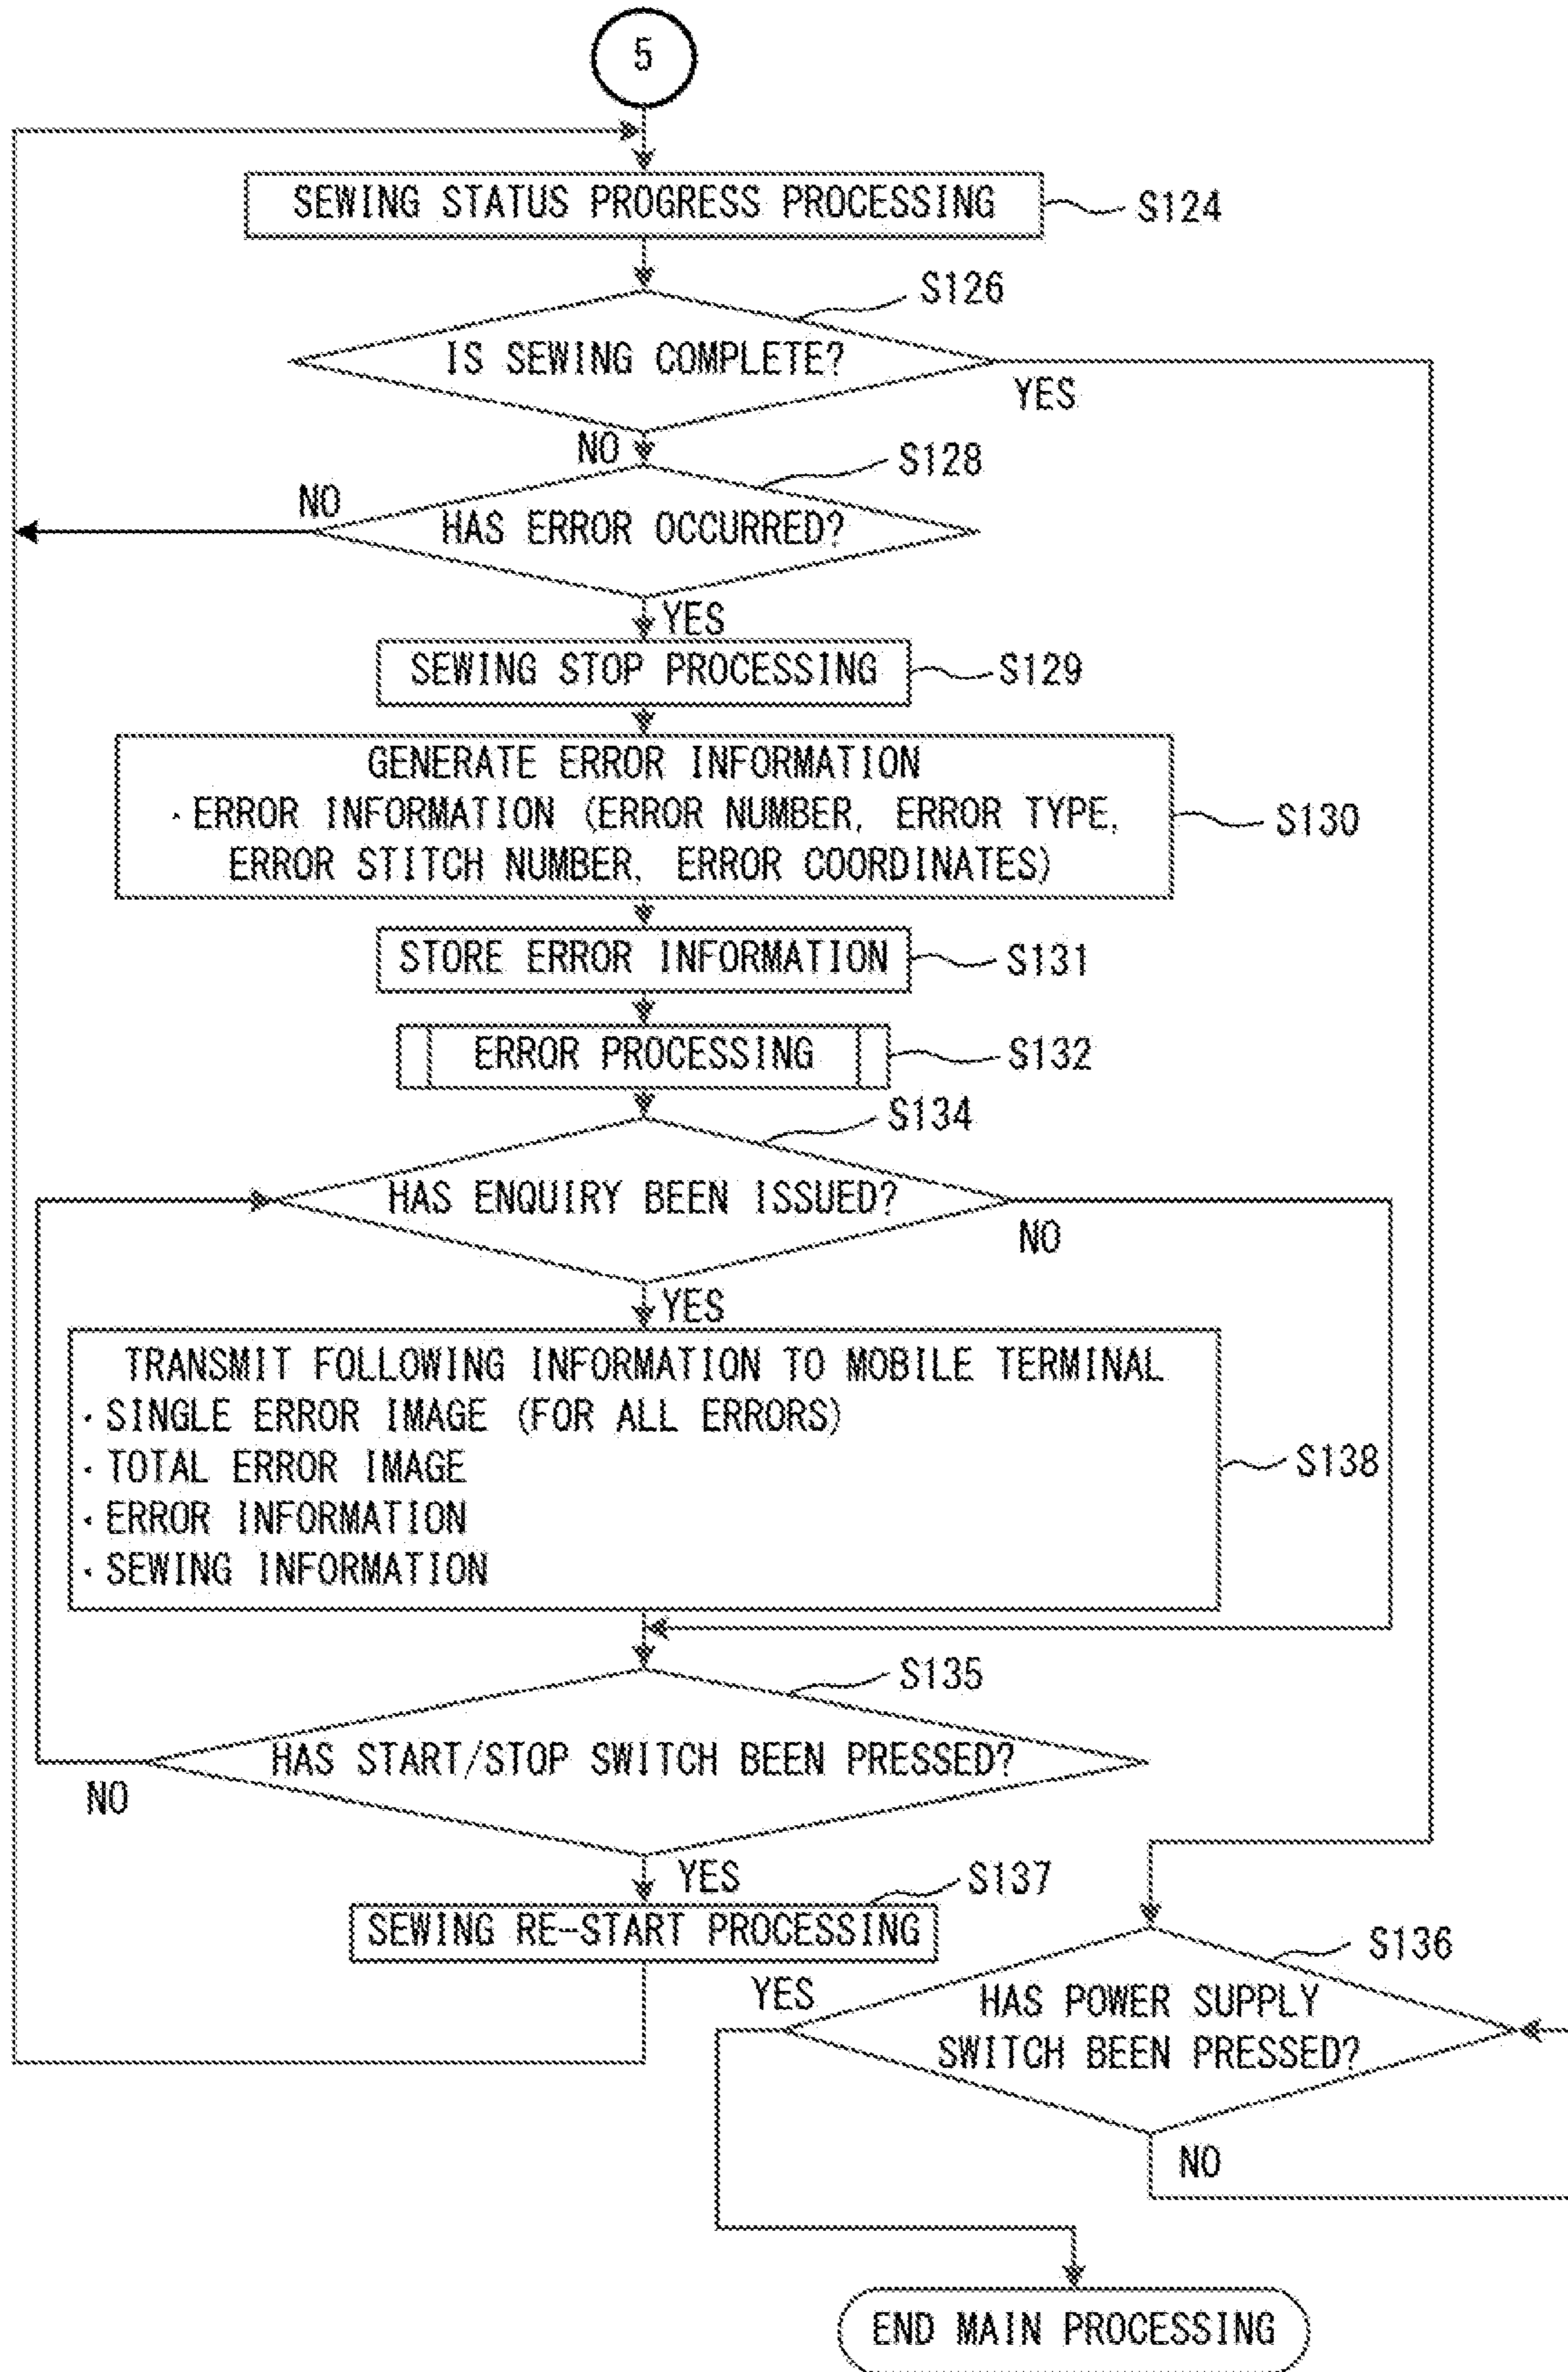 5
SEWING STATUS PROGRESS PROCESSING
S124
S126
IS SEWING COMPLETE?
YES
NO
S128
NO
HAS ERROR OCCURRED?
YES
SEWING STOP PROCESSING
S129
GENERATE ERROR INFORMATION
· ERROR INFORMATION (ERROR NUMBER, ERROR TYPE,
ERROR STITCH NUMBER, ERROR COORDINATES)
S130
STORE ERROR INFORMATION
S131
ERROR PROCESSING
S132
S134
HAS ENQUIRY BEEN ISSUED?
NO
YES
TRANSMIT FOLLOWING INFORMATION TO MOBILE TERMINAL
· SINGLE ERROR IMAGE (FOR ALL ERRORS)
· TOTAL ERROR IMAGE
· ERROR INFORMATION
· SEWING INFORMATION
S138
S135
HAS START/STOP SWITCH BEEN PRESSED?
NO
YES
S137
SEWING RE-START PROCESSING
S136
YES
HAS POWER SUPPLY
SWITCH BEEN PRESSED?
NO
END MAIN PROCESSING